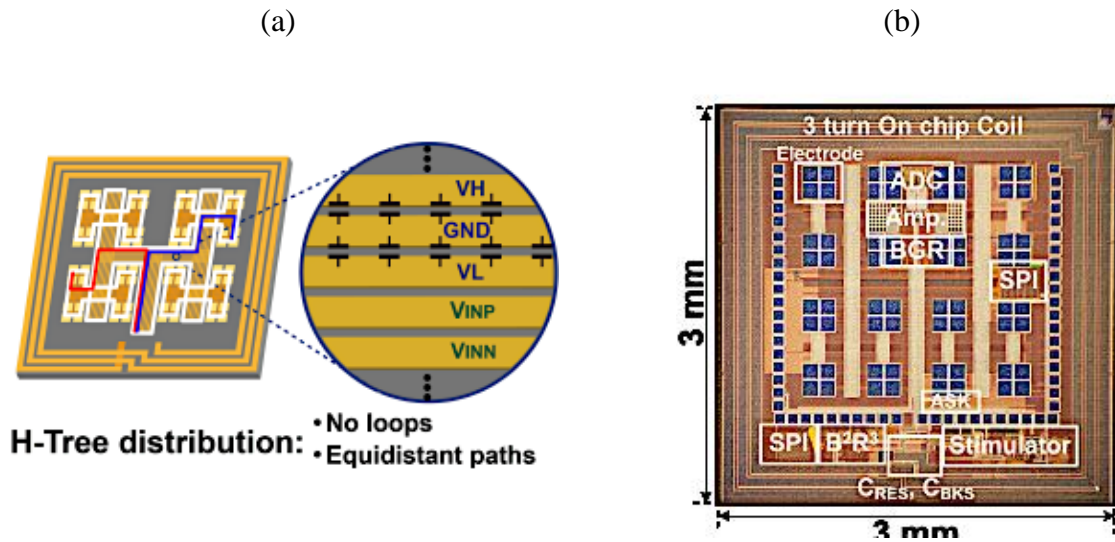 (a)
(b)
VH
GND
VL
VINP
VINN
H-Tree distribution:
• No loops
• Equidistant paths
3 turn On chip Coil
Electrode
ADC
Amp.
BGR
SPI
ASK
SPI
B²R³
Stimulator
CRES, CBKS
3 mm
3 mm